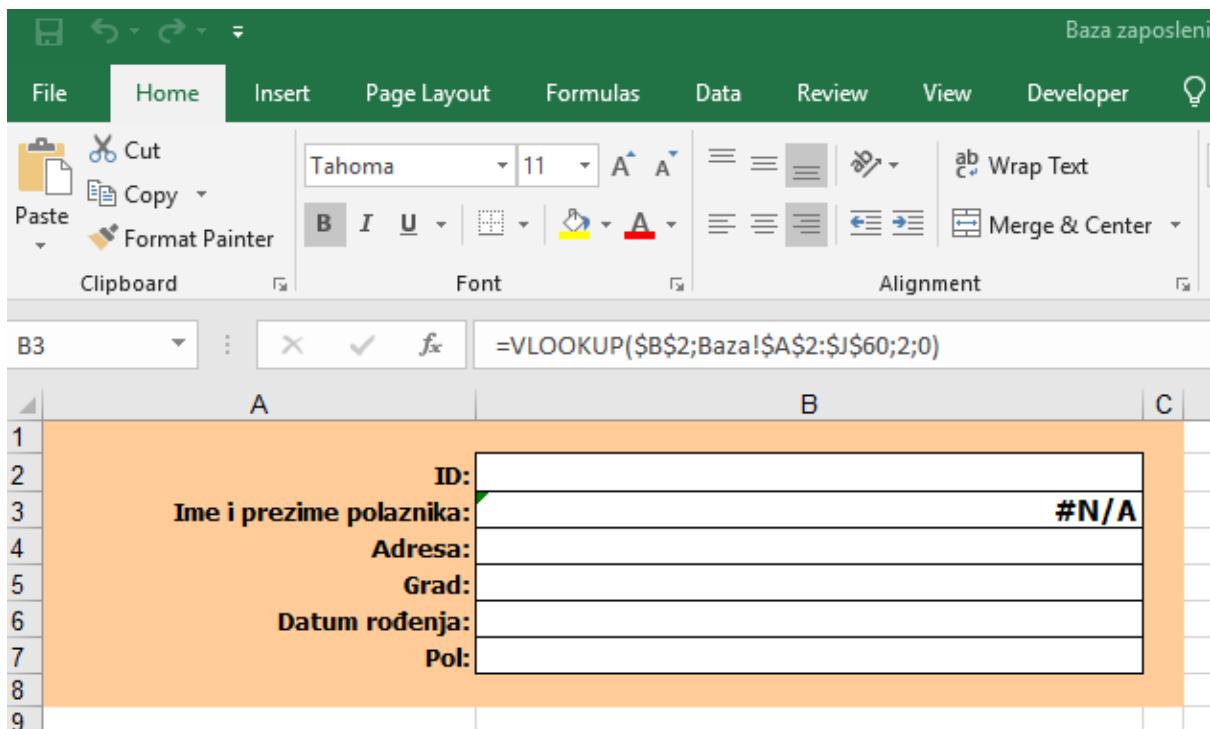 Baza zaposleni
File Home Insert Page Layout Formulas Data Review View Developer
Cut
Copy
Paste
Format Painter
Tahoma 11 A A
B I U A
ab Wrap Text
Merge & Center
Clipboard Font Alignment
B3 fx =VLOOKUP($B$2;Baza!$A$2:$J$60;2;0)
A B C
1
2 ID:
3 Ime i prezime polaznika: #N/A
4 Adresa:
5 Grad:
6 Datum rođenja:
7 Pol:
8
9